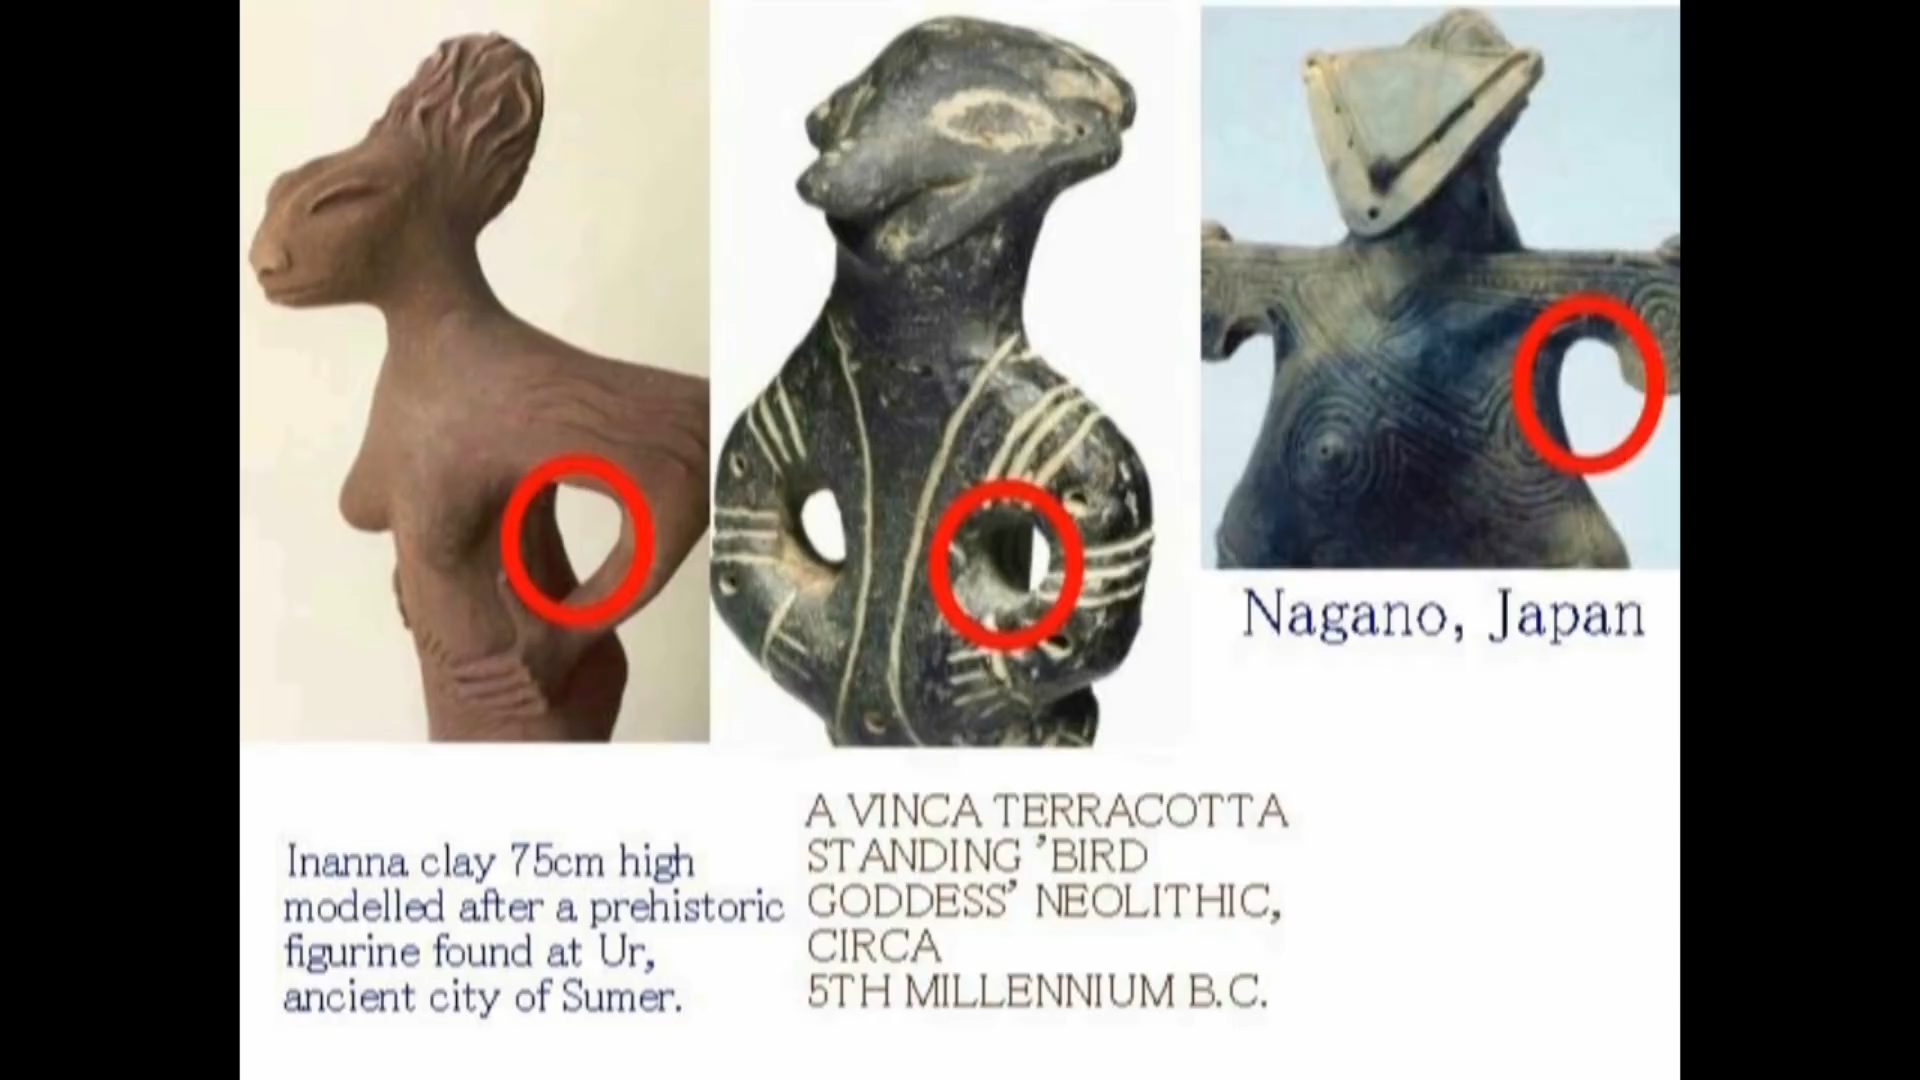 Nagano, Japan
Inanna clay 75cm high
modelled after a prehistoric
figurine found at Ur,
ancient city of Sumer.
A VINCA TERRACOTTA
STANDING 'BIRD
GODDESS' NEOLITHIC,
CIRCA
5TH MILLENNIUM B.C.